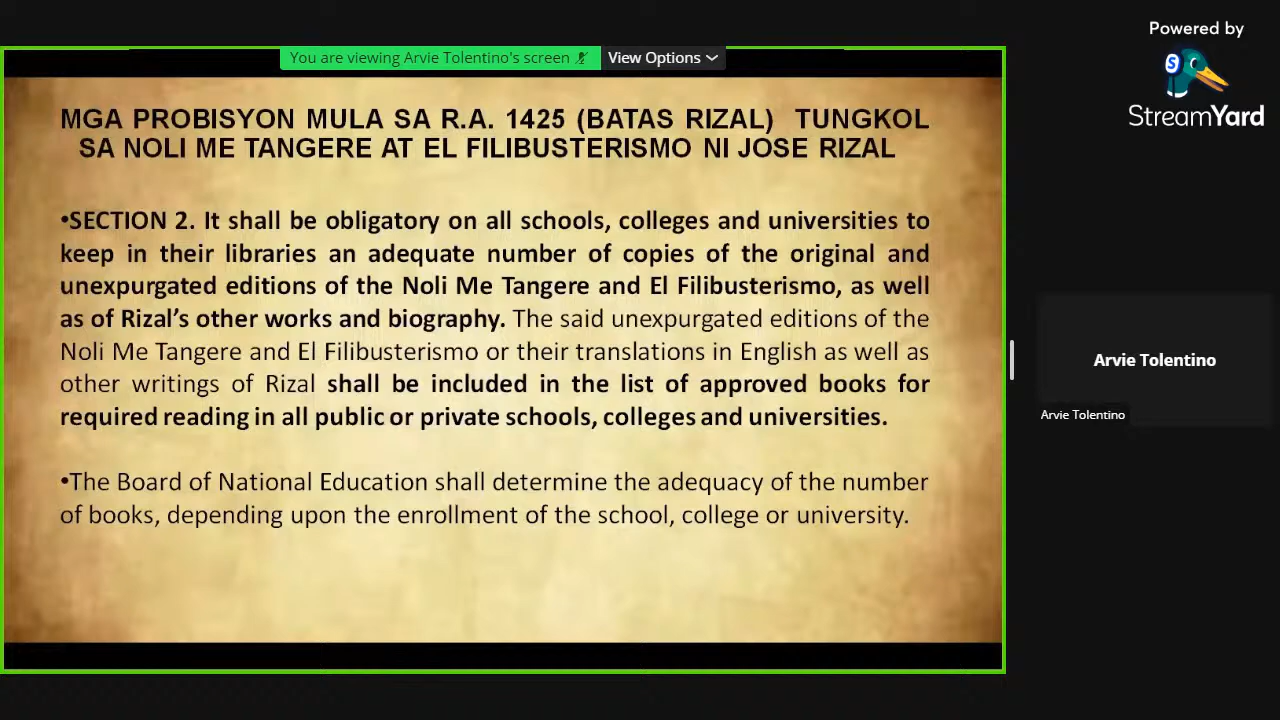 Powered by
StreamYard
You are viewing Arvie Tolentino's screen View Options
MGA PROBISYON MULA SA R.A. 1425 (BATAS RIZAL) TUNGKOL
SA NOLI ME TANGERE AT EL FILIBUSTERISMO NI JOSE RIZAL
•SECTION 2. It shall be obligatory on all schools, colleges and universities to
keep in their libraries an adequate number of copies of the original and
unexpurgated editions of the Noli Me Tangere and El Filibusterismo, as well
as of Rizal's other works and biography. The said unexpurgated editions of the
Noli Me Tangere and El Filibusterismo or their translations in English as well as
other writings of Rizal shall be included in the list of approved books for
required reading in all public or private schools, colleges and universities.
•The Board of National Education shall determine the adequacy of the number
of books, depending upon the enrollment of the school, college or university.
Arvie Tolentino
Arvie Tolentino